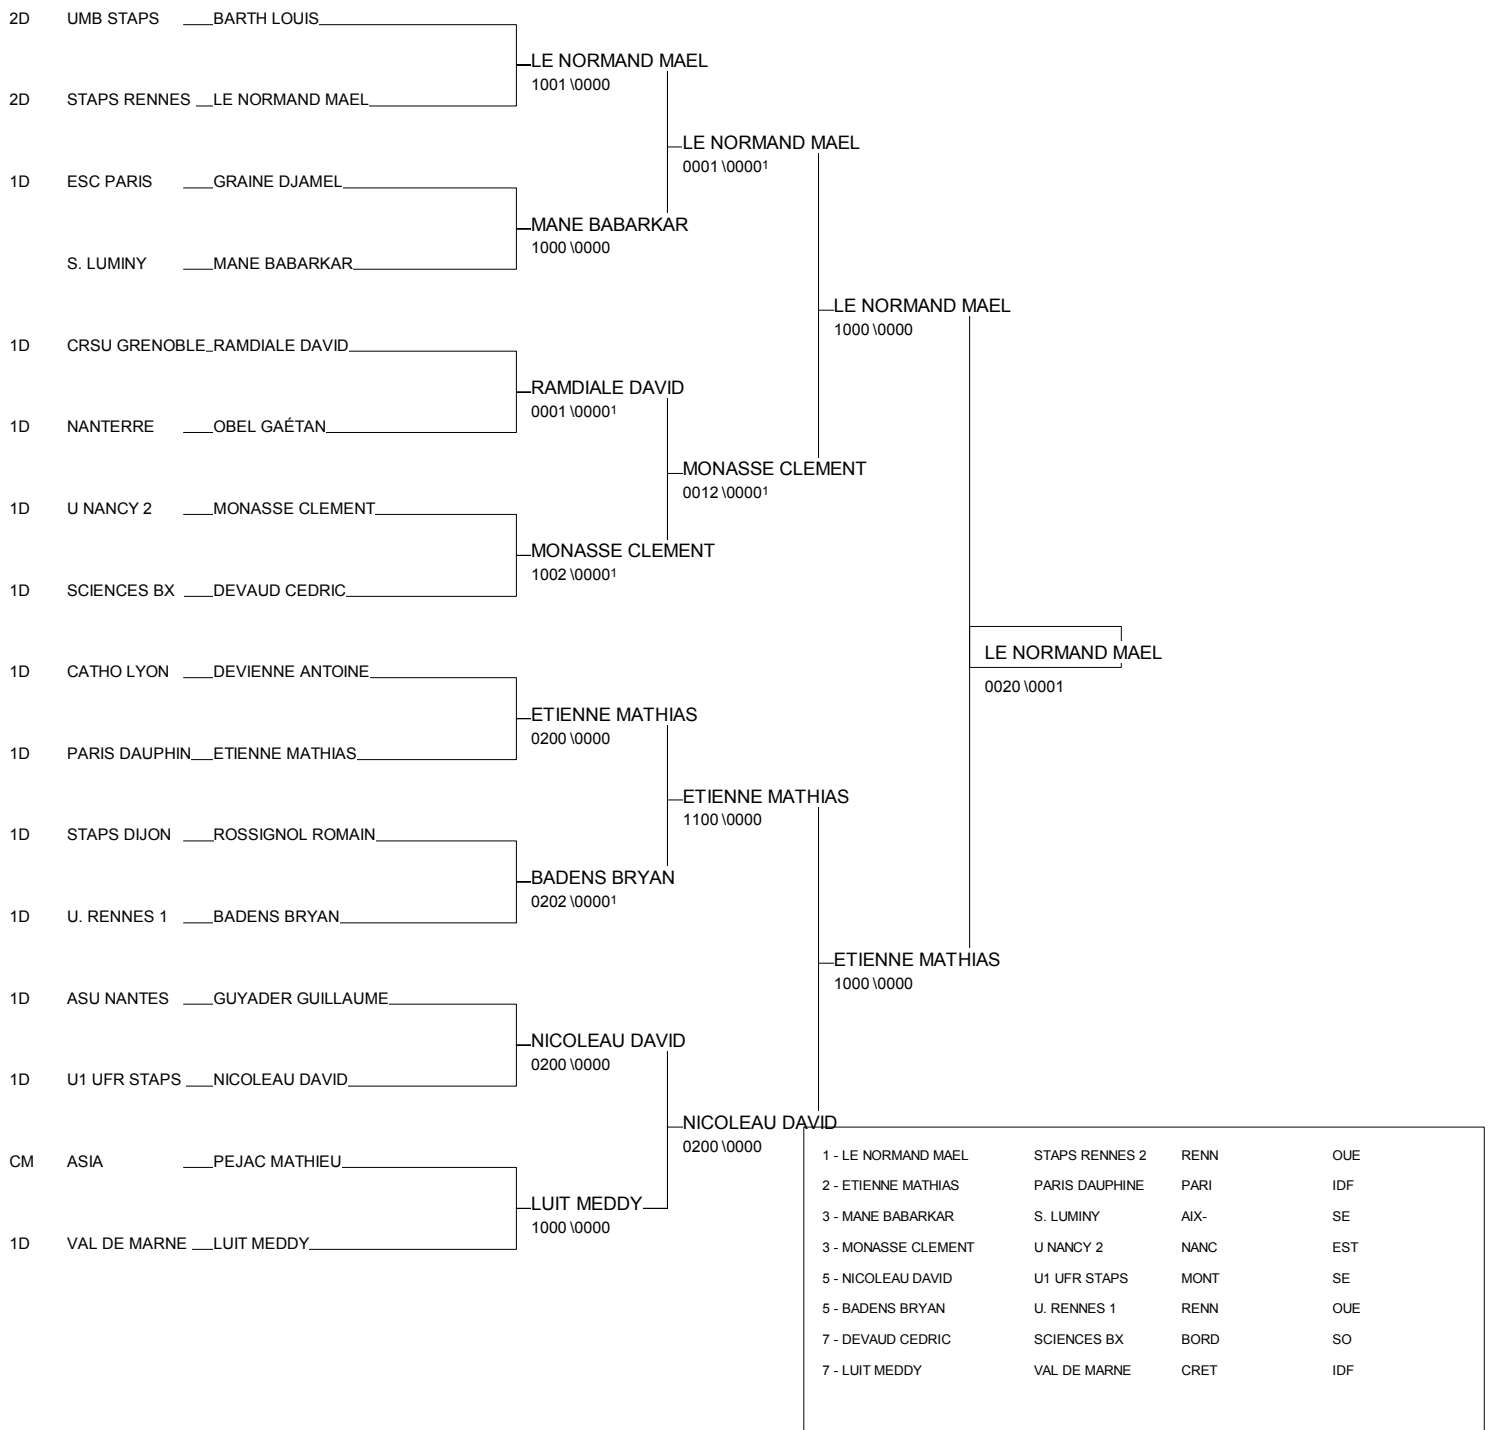 2D UMB STAPS BARTH LOUIS
LE NORMAND MAEL
1001 \0000
2D STAPS RENNES LE NORMAND MAEL
LE NORMAND MAEL
0001 \0000¹
1D ESC PARIS GRAINE DJAMEL
MANE BABARKAR
1000 \0000
S. LUMINY MANE BABARKAR
LE NORMAND MAEL
1000 \0000
1D CRSU GRENOBLE RAMDIALE DAVID
RAMDIALE DAVID
0001 \0000¹
1D NANTERRE OBEL GAÉTAN
MONASSE CLEMENT
0012 \0000¹
1D U NANCY 2 MONASSE CLEMENT
MONASSE CLEMENT
1002 \0000¹
1D SCIENCES BX DEVAUD CEDRIC
LE NORMAND MAEL
0020 \0001
1D CATHO LYON DEVIENNE ANTOINE
ETIENNE MATHIAS
0200 \0000
1D PARIS DAUPHIN ETIENNE MATHIAS
ETIENNE MATHIAS
1100 \0000
1D STAPS DIJON ROSSIGNOL ROMAIN
BADENS BRYAN
0202 \0000¹
1D U. RENNES 1 BADENS BRYAN
ETIENNE MATHIAS
1000 \0000
1D ASU NANTES GUYADER GUILLAUME
NICOLEAU DAVID
0200 \0000
1D U1 UFR STAPS NICOLEAU DAVID
NICOLEAU DAVID
0200 \0000
CM ASIA PEJAC MATHIEU
LUIT MEDDY
1000 \0000
1D VAL DE MARNE LUIT MEDDY
1 - LE NORMAND MAEL STAPS RENNES 2 RENN OUE
2 - ETIENNE MATHIAS PARIS DAUPHINE PARI IDF
3 - MANE BABARKAR S. LUMINY AIX- SE
3 - MONASSE CLEMENT U NANCY 2 NANC EST
5 - NICOLEAU DAVID U1 UFR STAPS MONT SE
5 - BADENS BRYAN U. RENNES 1 RENN OUE
7 - DEVAUD CEDRIC SCIENCES BX BORD SO
7 - LUIT MEDDY VAL DE MARNE CRET IDF